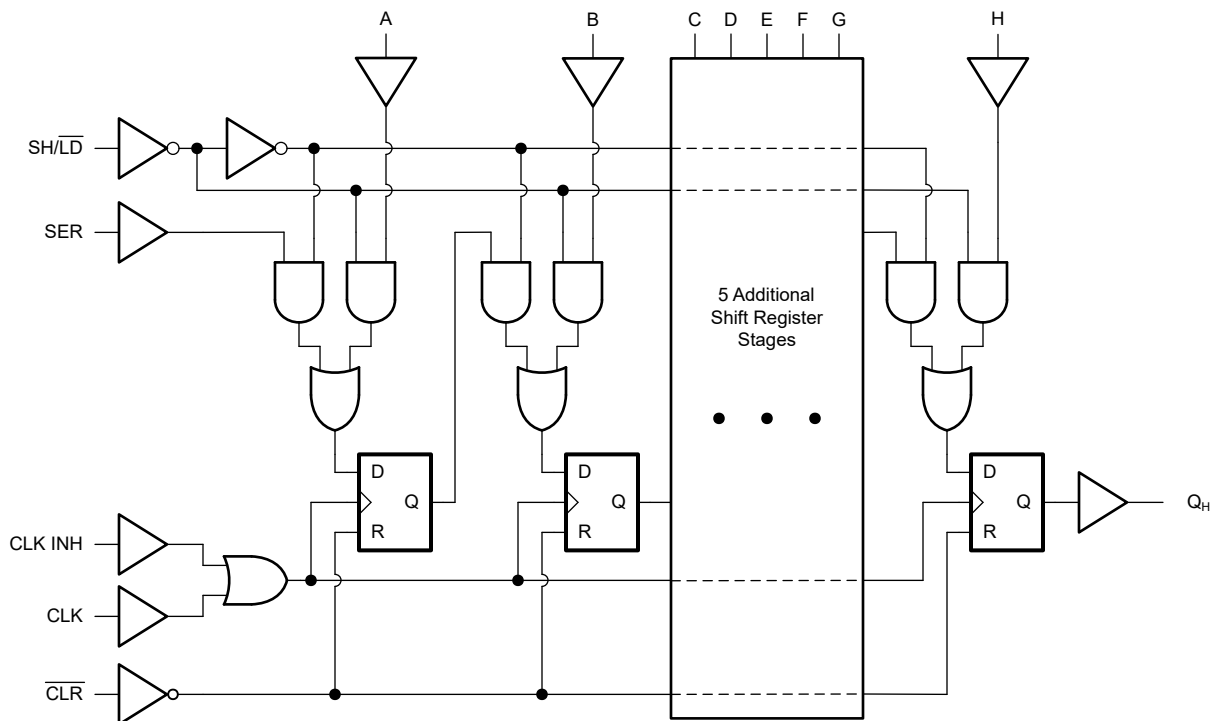 A
B
C D E F G
H
SH/LD
SER
5 Additional
Shift Register
Stages
D
Q
R
D
Q
R
D
Q
R
QH
CLK INH
CLK
CLR